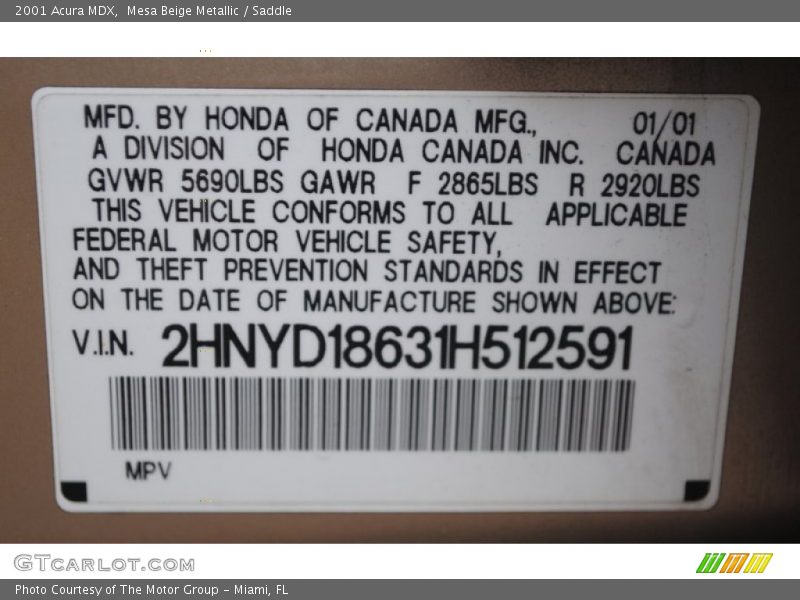 2001 Acura MDX, Mesa Beige Metallic / Saddle
MFD. BY HONDA OF CANADA MFG., 01/01
A DIVISION OF HONDA CANADA INC. CANADA
GVWR 5690LBS GAWR F 2865LBS R 2920LBS
THIS VEHICLE CONFORMS TO ALL APPLICABLE
FEDERAL MOTOR VEHICLE SAFETY,
AND THEFT PREVENTION STANDARDS IN EFFECT
ON THE DATE OF MANUFACTURE SHOWN ABOVE:
V.I.N. 2HNYD18631H512591
MPV
GTCARLOT.COM
Photo Courtesy of The Motor Group - Miami, FL